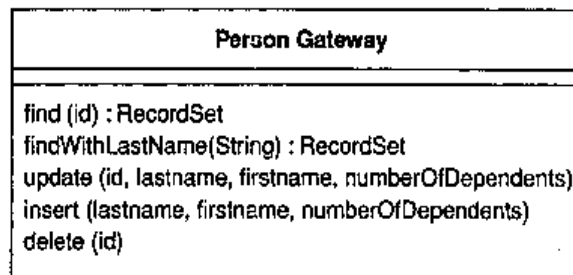 Person Gateway
find (id) : RecordSet
findWithLastName(String) : RecordSet
update (id, lastname, firstname, numberOfDependents)
insert (lastname, firstname, numberOfDependents)
delete (id)